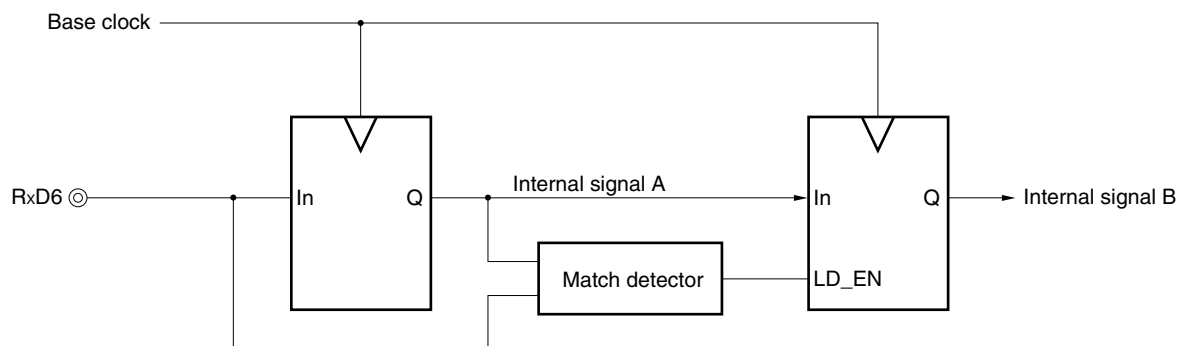 Base clock
RxD6
In
Q
Internal signal A
In
Q
Internal signal B
Match detector
LD_EN